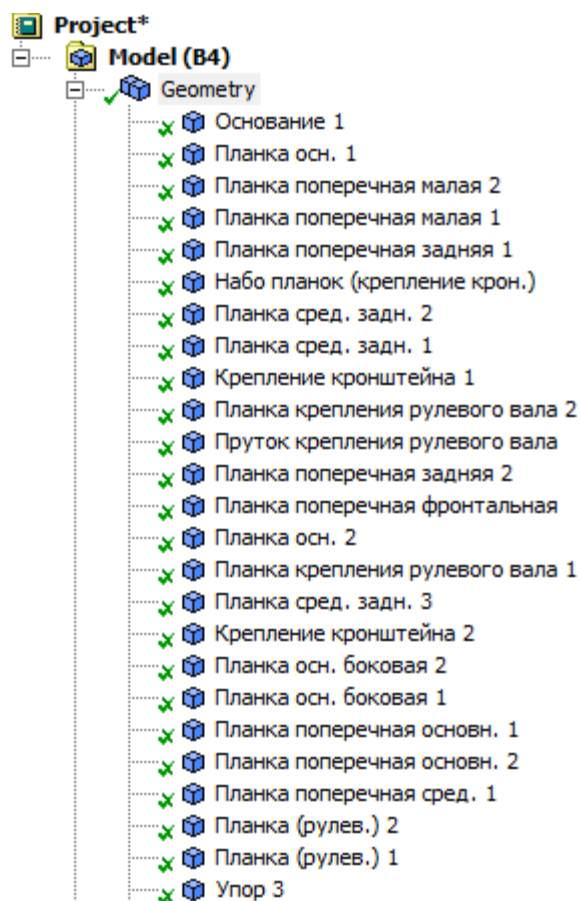 Project*
Model (B4)
Geometry
Основание 1
Планка осн. 1
Планка поперечная малая 2
Планка поперечная малая 1
Планка поперечная задняя 1
Набо планок (крепление крон.)
Планка сред. задн. 2
Планка сред. задн. 1
Крепление кронштейна 1
Планка крепления рулевого вала 2
Пруток крепления рулевого вала
Планка поперечная задняя 2
Планка поперечная фронтальная
Планка осн. 2
Планка крепления рулевого вала 1
Планка сред. задн. 3
Крепление кронштейна 2
Планка осн. боковая 2
Планка осн. боковая 1
Планка поперечная основн. 1
Планка поперечная основн. 2
Планка поперечная сред. 1
Планка (рулев.) 2
Планка (рулев.) 1
Упор 3